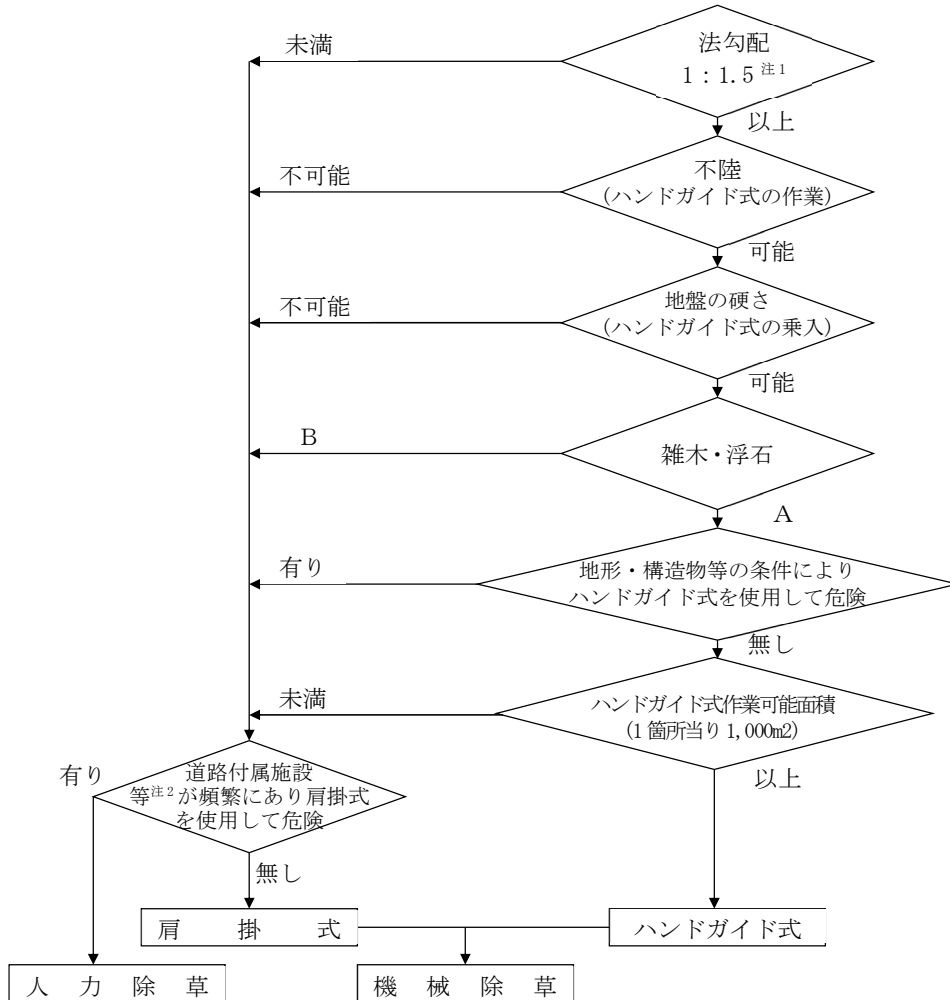 法勾配
1：1.5 注1
未満
以上
不陸
(ハンドガイド式の作業)
不可能
可能
地盤の硬さ
(ハンドガイド式の乗入)
不可能
可能
雑木・浮石
B
A
地形・構造物等の条件により
ハンドガイド式を使用して危険
有り
無し
ハンドガイド式作業可能面積
(1箇所当り1,000m2)
未満
以上
道路付属施設
等注2が頻繁にあり肩掛式
を使用して危険
有り
無し
肩　掛　式
ハンドガイド式
人　力　除　草
機　械　除　草